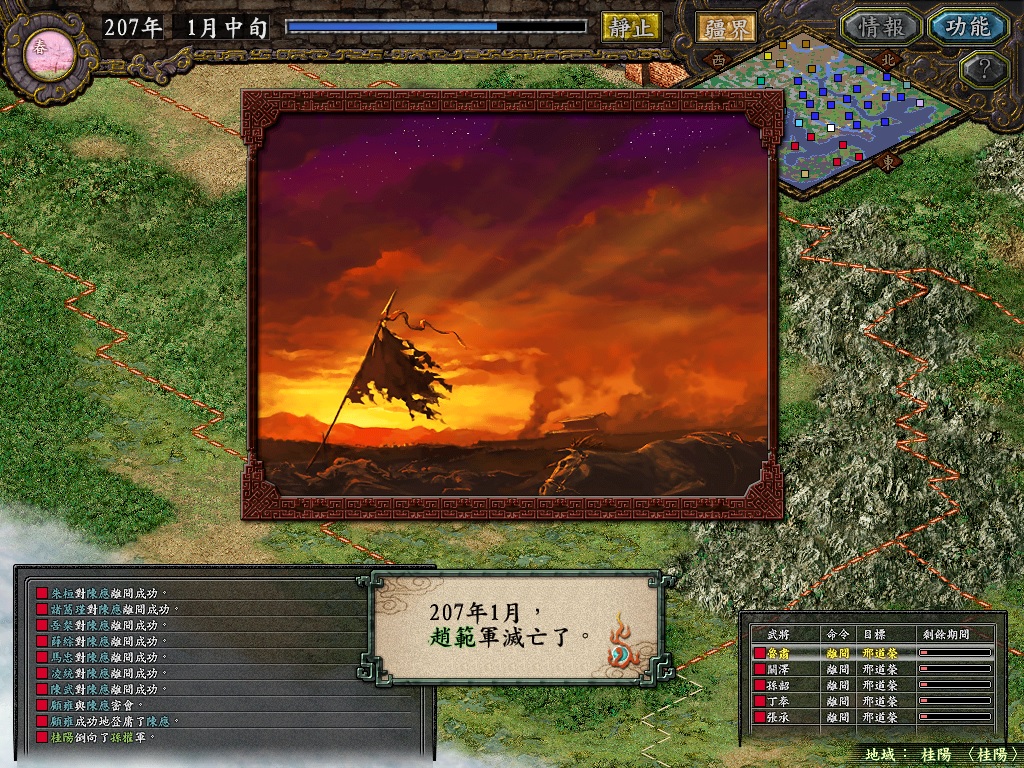 春
207年 1月中旬
靜止
疆界
情報
功能
?
西
北
東
朱桓對陳應離間成功。
諸葛瑾對陳應離間成功。
吾粲對陳應離間成功。
薛綜對陳應離間成功。
馬忠對陳應離間成功。
凌統對陳應離間成功。
陳武對陳應離間成功。
顧雍與陳應密會。
顧雍成功地登庸了陳應。
桂陽倒向了孫權軍。
207年1月，
趙範軍滅亡了。
武將 命令 目標 剩餘期間
魯肅 離間 邢道榮
闞澤 離間 邢道榮
孫韶 離間 邢道榮
丁奉 離間 邢道榮
張承 離間 邢道榮
地域： 桂陽 〈桂陽〉